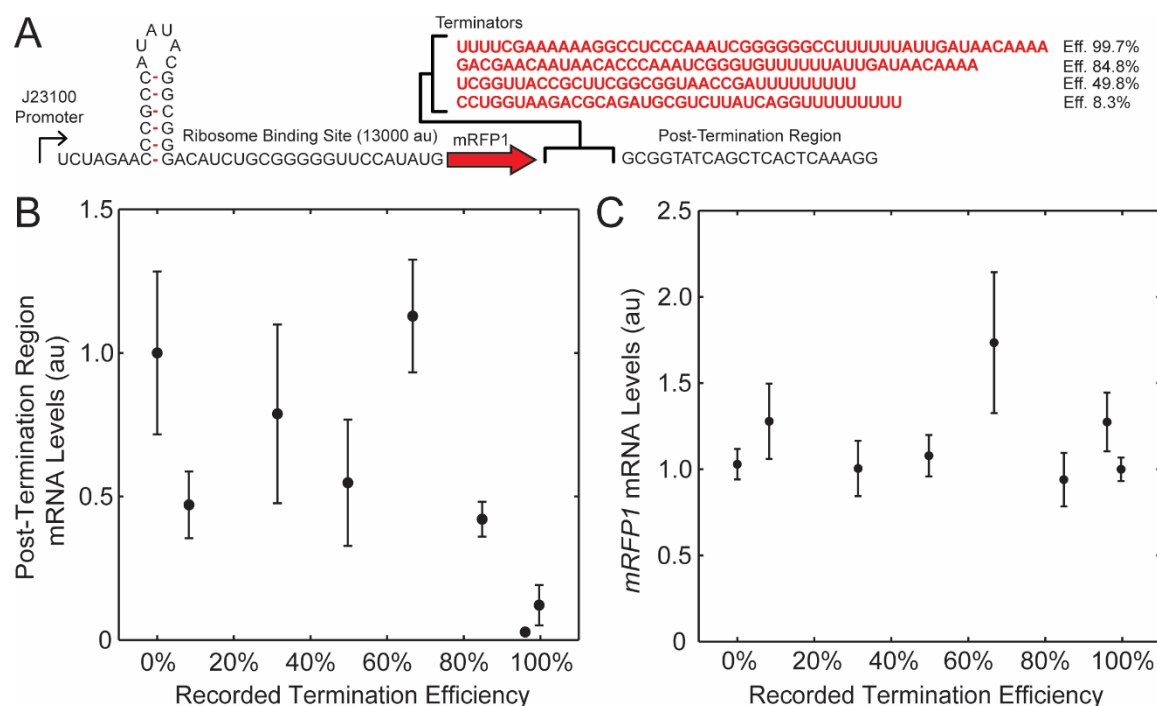 A
J23100
Promoter
A U
U A
A C
C G
C - G
G - C
C - G
C - G
C - G
UCUAGAAC - GACAUCUGCGGGGGUUCCAUAUG
Ribosome Binding Site (13000 au)
mRFP1
Terminators
UUUUCGAAAAAAGGCCUCCCAAAUCGGGGGGCCUUUUUUAUUGAUAACAAAA Eff. 99.7%
GACGAACAAUAACACCCAAAUCGGGUGUUUUUUAUUGAUAACAAAA Eff. 84.8%
UCGGUUACCGCUUCGGCGGUAACCGAUUUUUUUUU Eff. 49.8%
CCUGGUAAGACGCAGAUGCGUCUUAUCAGGUUUUUUUUU Eff. 8.3%
Post-Termination Region
GCGGTATCAGCTCACTCAAAGG
B
Post-Termination Region
mRNA Levels (au)
1.5
1.0
0.5
0
0% 20% 40% 60% 80% 100%
Recorded Termination Efficiency
C
mRFP1 mRNA Levels (au)
2.5
2.0
1.5
1.0
0.5
0
0% 20% 40% 60% 80% 100%
Recorded Termination Efficiency